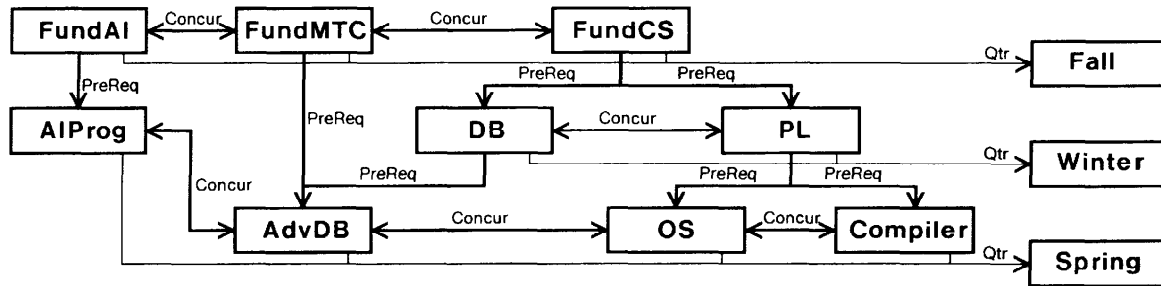 FundAI Concur FundMTC Concur FundCS
Qtr Fall
PreReq PreReq PreReq
AIProg PreReq DB Concur PL
Qtr Winter
Concur PreReq PreReq PreReq
AdvDB Concur OS Concur Compiler
Qtr Spring